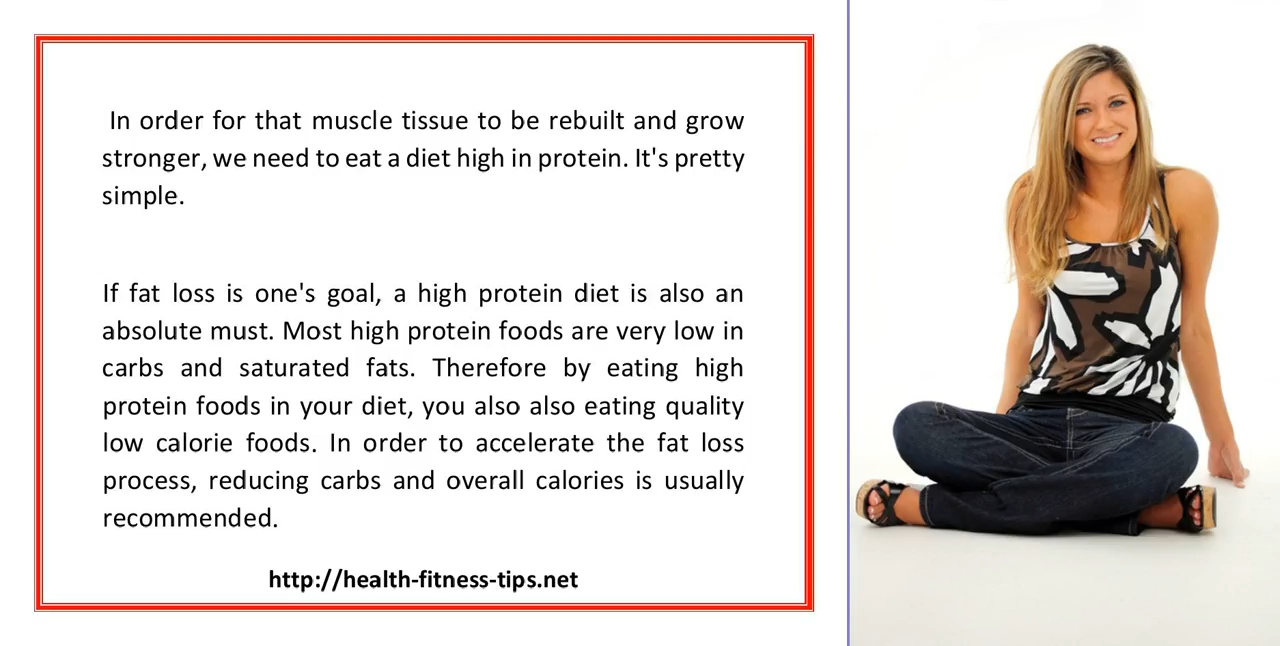 In order for that muscle tissue to be rebuilt and grow
stronger, we need to eat a diet high in protein. It's pretty
simple.
If fat loss is one's goal, a high protein diet is also an
absolute must. Most high protein foods are very low in
carbs and saturated fats. Therefore by eating high
protein foods in your diet, you also also eating quality
low calorie foods. In order to accelerate the fat loss
process, reducing carbs and overall calories is usually
recommended.
http://health-fitness-tips.net